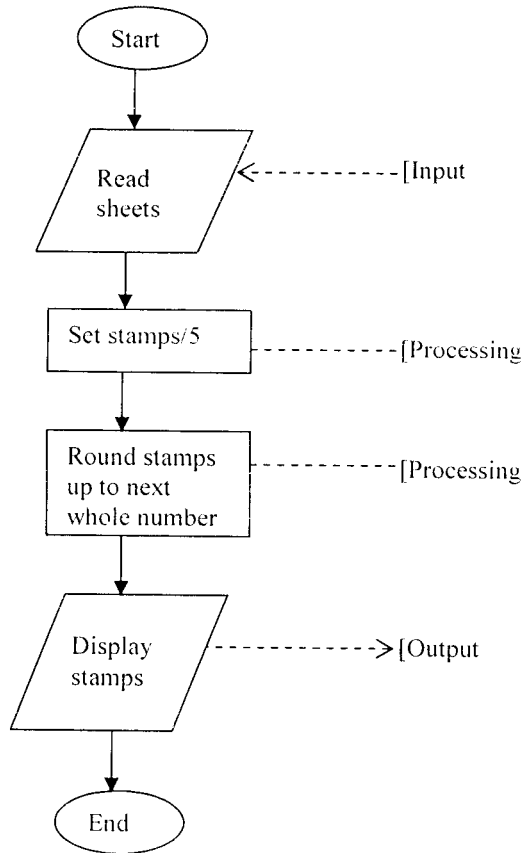 Start
Read
sheets
[Input
Set stamps/5
[Processing
Round stamps
up to next
whole number
[Processing
Display
stamps
[Output
End